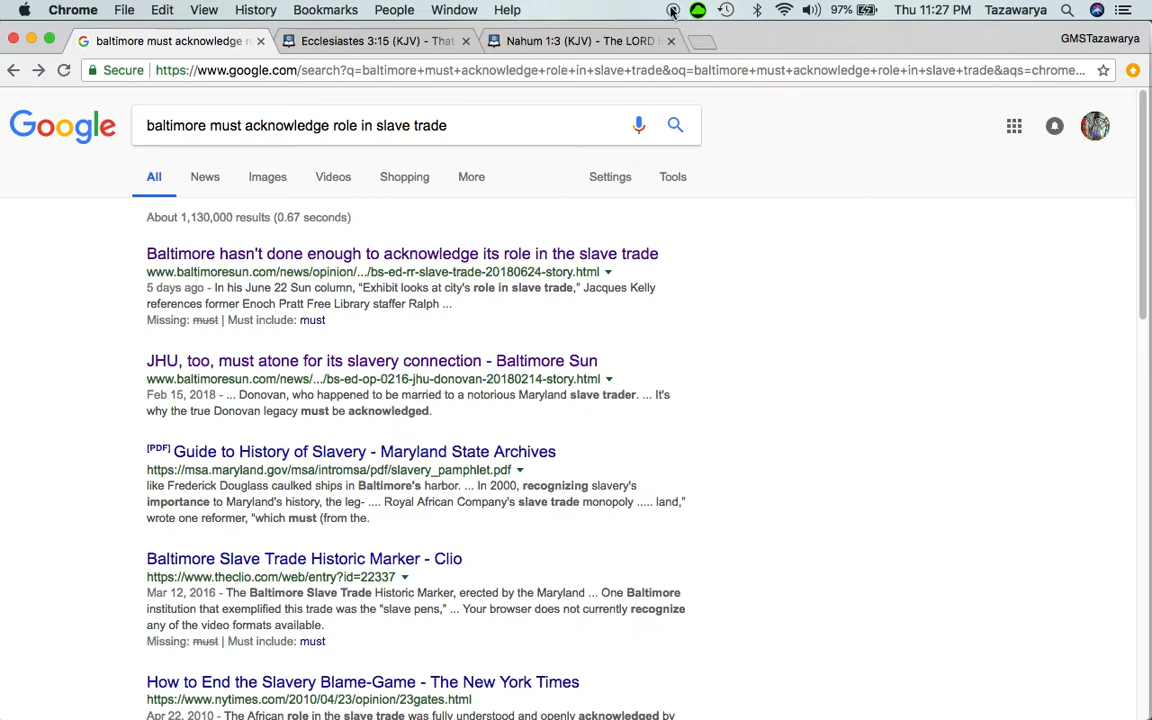 Chrome File Edit View History Bookmarks People Window Help 97% Thu 11:27 PM Tazawarya
baltimore must acknowledge r Ecclesiastes 3:15 (KJV) - That Nahum 1:3 (KJV) - The LORD GMSTazawarya
Secure https://www.google.com/search?q=baltimore+must+acknowledge+role+in+slave+trade&oq=baltimore+must+acknowledge+role+in+slave+trade&aqs=chrome...
Google baltimore must acknowledge role in slave trade
All News Images Videos Shopping More Settings Tools
About 1,130,000 results (0.67 seconds)
Baltimore hasn't done enough to acknowledge its role in the slave trade
www.baltimoresun.com/news/opinion/.../bs-ed-rr-slave-trade-20180624-story.html
5 days ago - In his June 22 Sun column, "Exhibit looks at city's role in slave trade," Jacques Kelly
references former Enoch Pratt Free Library staffer Ralph ...
Missing: must | Must include: must
JHU, too, must atone for its slavery connection - Baltimore Sun
www.baltimoresun.com/news/.../bs-ed-op-0216-jhu-donovan-20180214-story.html
Feb 15, 2018 - ... Donovan, who happened to be married to a notorious Maryland slave trader. ... It's
why the true Donovan legacy must be acknowledged.
[PDF] Guide to History of Slavery - Maryland State Archives
https://msa.maryland.gov/msa/intromsa/pdf/slavery_pamphlet.pdf
like Frederick Douglass caulked ships in Baltimore's harbor. ... In 2000, recognizing slavery's
importance to Maryland's history, the leg- .... Royal African Company's slave trade monopoly ..... land,"
wrote one reformer, "which must (from the.
Baltimore Slave Trade Historic Marker - Clio
https://www.theclio.com/web/entry?id=22337
Mar 12, 2016 - The Baltimore Slave Trade Historic Marker, erected by the Maryland ... One Baltimore
institution that exemplified this trade was the "slave pens," ... Your browser does not currently recognize
any of the video formats available.
Missing: must | Must include: must
How to End the Slavery Blame-Game - The New York Times
https://www.nytimes.com/2010/04/23/opinion/23gates.html
Apr 22, 2010 - The African role in the slave trade was fully understood and openly acknowledged by